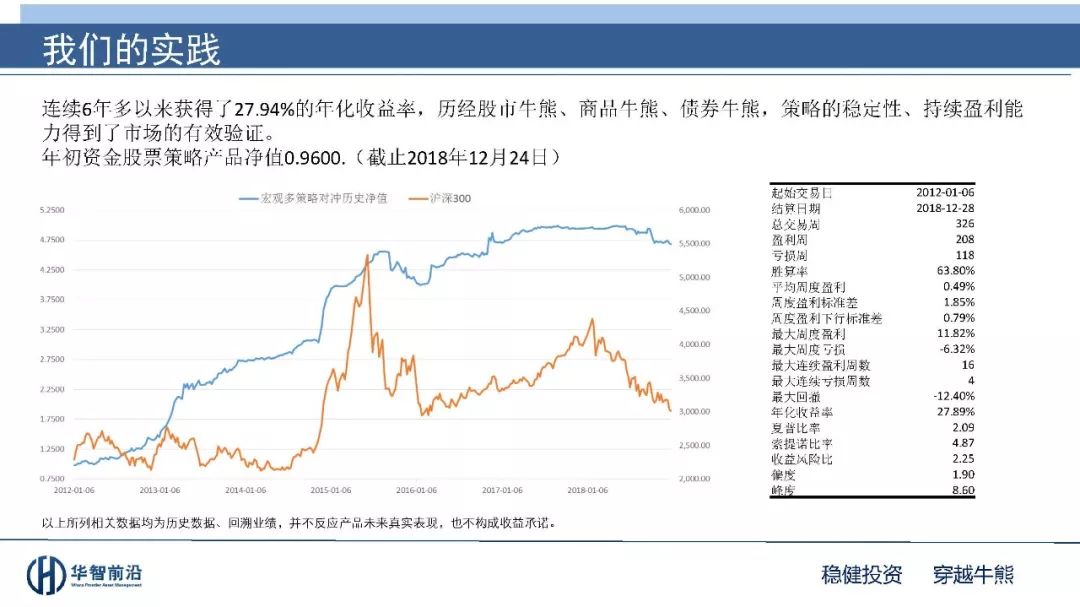 我们的实践
连续6年多以来获得了27.94%的年化收益率，历经股市牛熊、商品牛熊、债券牛熊，策略的稳定性、持续盈利能
力得到了市场的有效验证。
年初资金股票策略产品净值0.9600.（截止2018年12月24日）
宏观多策略对冲历史净值 沪深300
5.2500
4.7500
4.2500
3.7500
3.2500
2.7500
2.2500
1.7500
1.2500
0.7500
6,000.00
5,500.00
5,000.00
4,500.00
4,000.00
3,500.00
3,000.00
2,500.00
2,000.00
2012-01-06 2013-01-06 2014-01-06 2015-01-06 2016-01-06 2017-01-06 2018-01-06
起始交易日 2012-01-06
结算日期 2018-12-28
总交易周 326
盈利周 208
亏损周 118
胜算率 63.80%
平均周度盈利 0.49%
周度盈利标准差 1.85%
周度盈利下行标准差 0.79%
最大周度盈利 11.82%
最大周度亏损 -6.32%
最大连续盈利周数 16
最大连续亏损周数 4
最大回撤 -12.40%
年化收益率 27.89%
夏普比率 2.09
索提诺比率 4.87
收益风险比 2.25
偏度 1.90
峰度 8.60
以上所列相关数据均为历史数据、回溯业绩，并不反应产品未来真实表现，也不构成收益承诺。
华智前沿
稳健投资 穿越牛熊